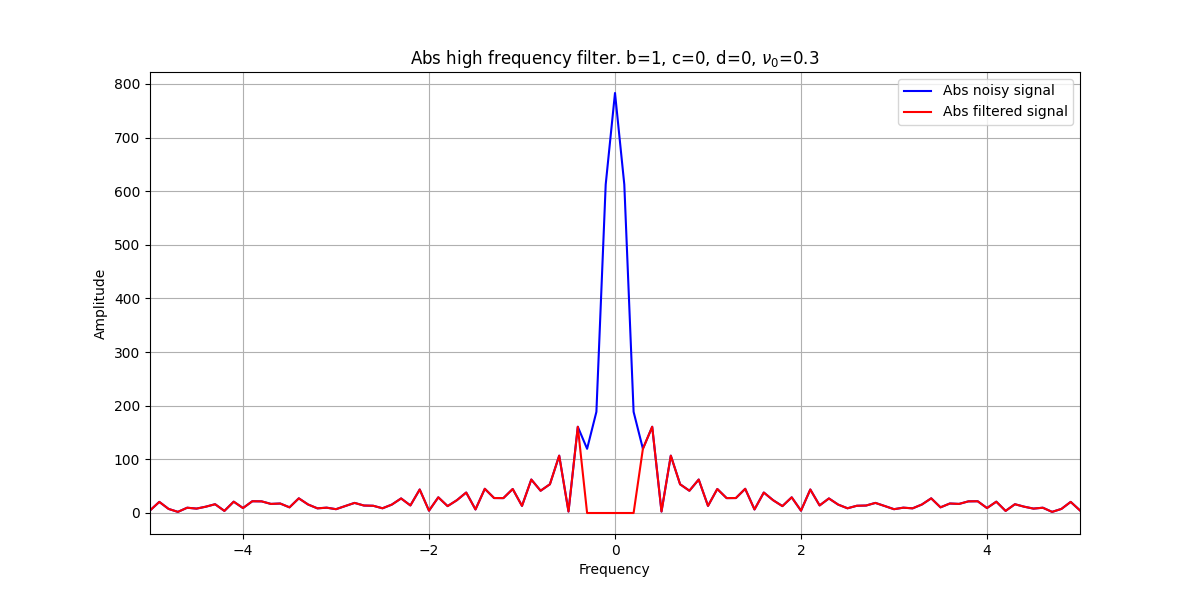 Abs high frequency filter. b=1, c=0, d=0, ν₀=0.3
Abs noisy signal
Abs filtered signal
Amplitude
800
700
600
500
400
300
200
100
0
−4
−2
0
2
4
Frequency